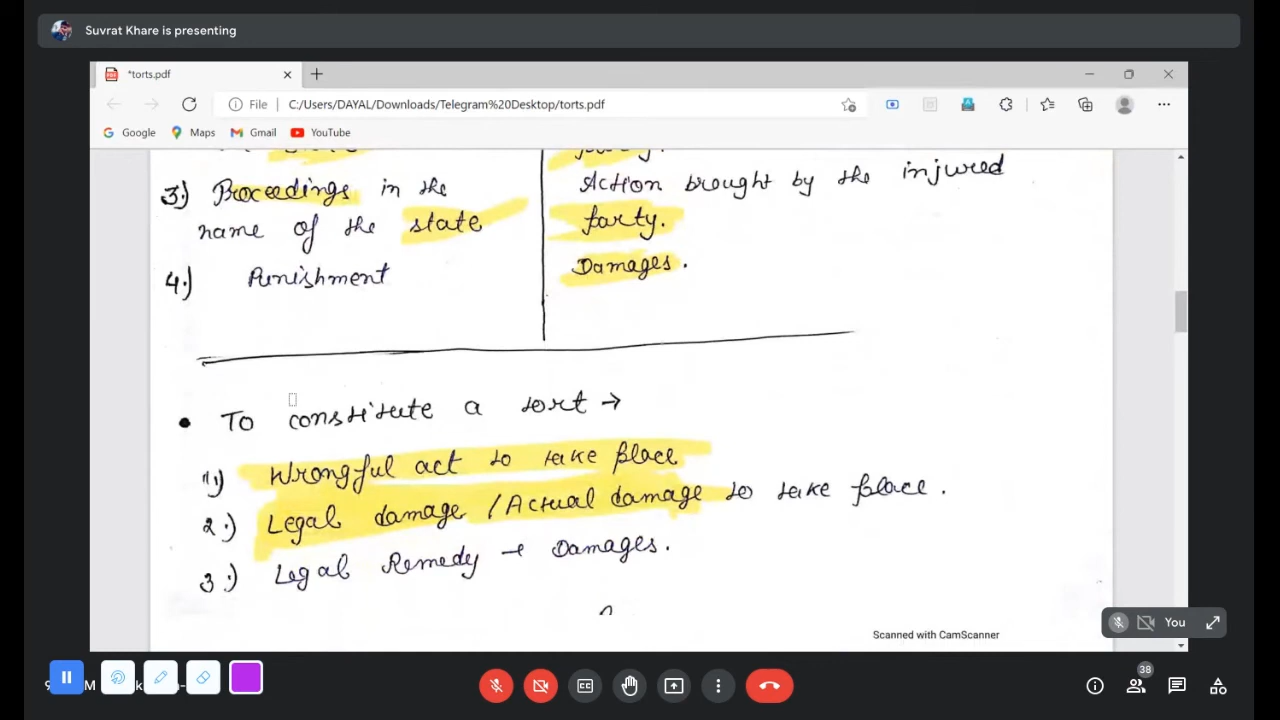 Suvrat Khare is presenting
*torts.pdf
File C:/Users/DAYAL/Downloads/Telegram%20Desktop/torts.pdf
Google Maps Gmail YouTube
party.
3.) Proceedings in the
name of the state
Action brought by the injured
party.
4.) Punishment
Damages.
• To constitute a tort →
1.) Wrongful act to take place
2.) Legal damage / Actual damage to take place.
3.) Legal Remedy → Damages.
Scanned with CamScanner
You
38